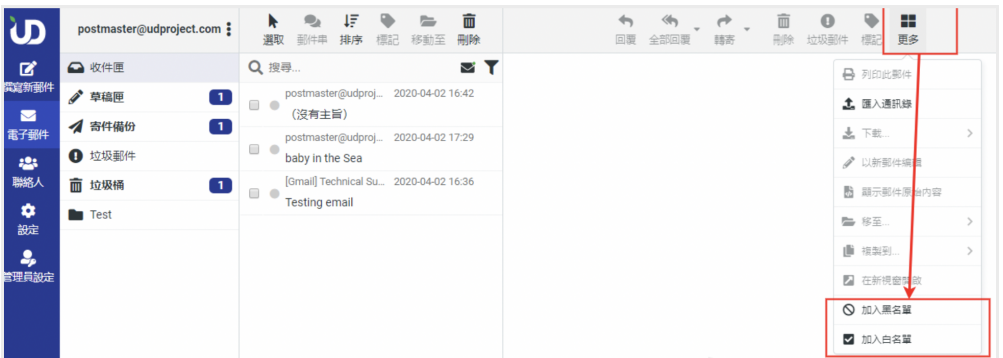 UD
postmaster@udproject.com
選取
郵件串
排序
標記
移動至
刪除
回覆
全部回覆
轉寄
刪除
垃圾郵件
標記
更多
撰寫新郵件
電子郵件
聯絡人
設定
管理員設定
收件匣
草稿匣 1
寄件備份 1
垃圾郵件
垃圾桶 1
Test
搜尋...
postmaster@udproj... 2020-04-02 16:42
（沒有主旨）
postmaster@udproj... 2020-04-02 17:29
baby in the Sea
[Gmail] Technical Su... 2020-04-02 16:36
Testing email
列印此郵件
匯入通訊錄
下載...
以新郵件編輯
顯示郵件原始內容
移至...
複製到...
在新視窗開啟
加入黑名單
加入白名單